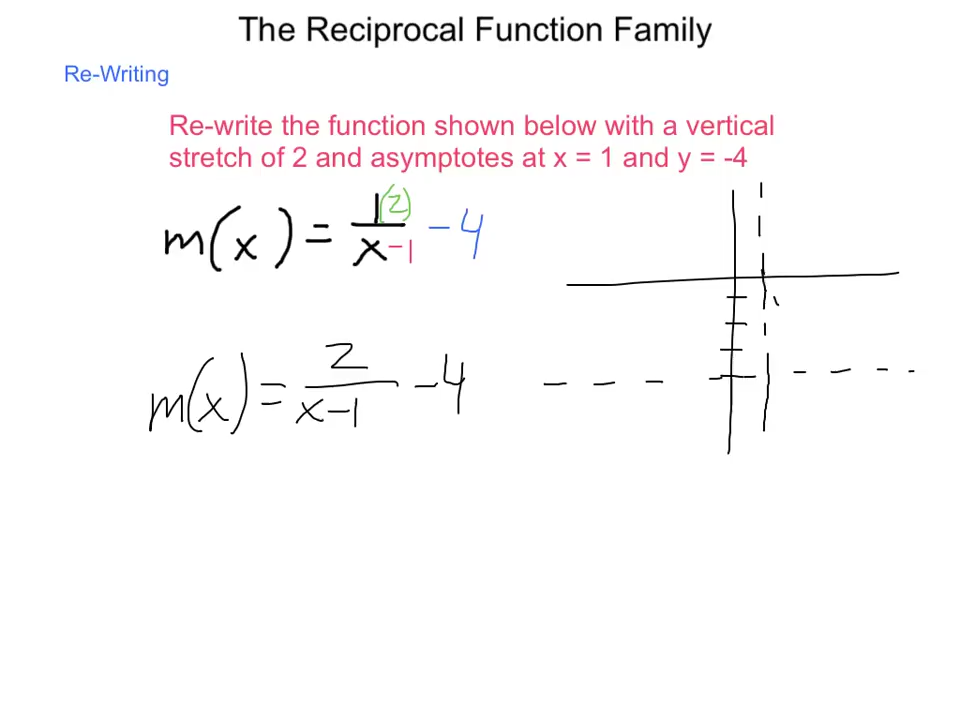 The Reciprocal Function Family
Re-Writing
Re-write the function shown below with a vertical
stretch of 2 and asymptotes at x = 1 and y = -4
m(x) = 1(2)/x-1 - 4
m(x) = 2/x-1 - 4